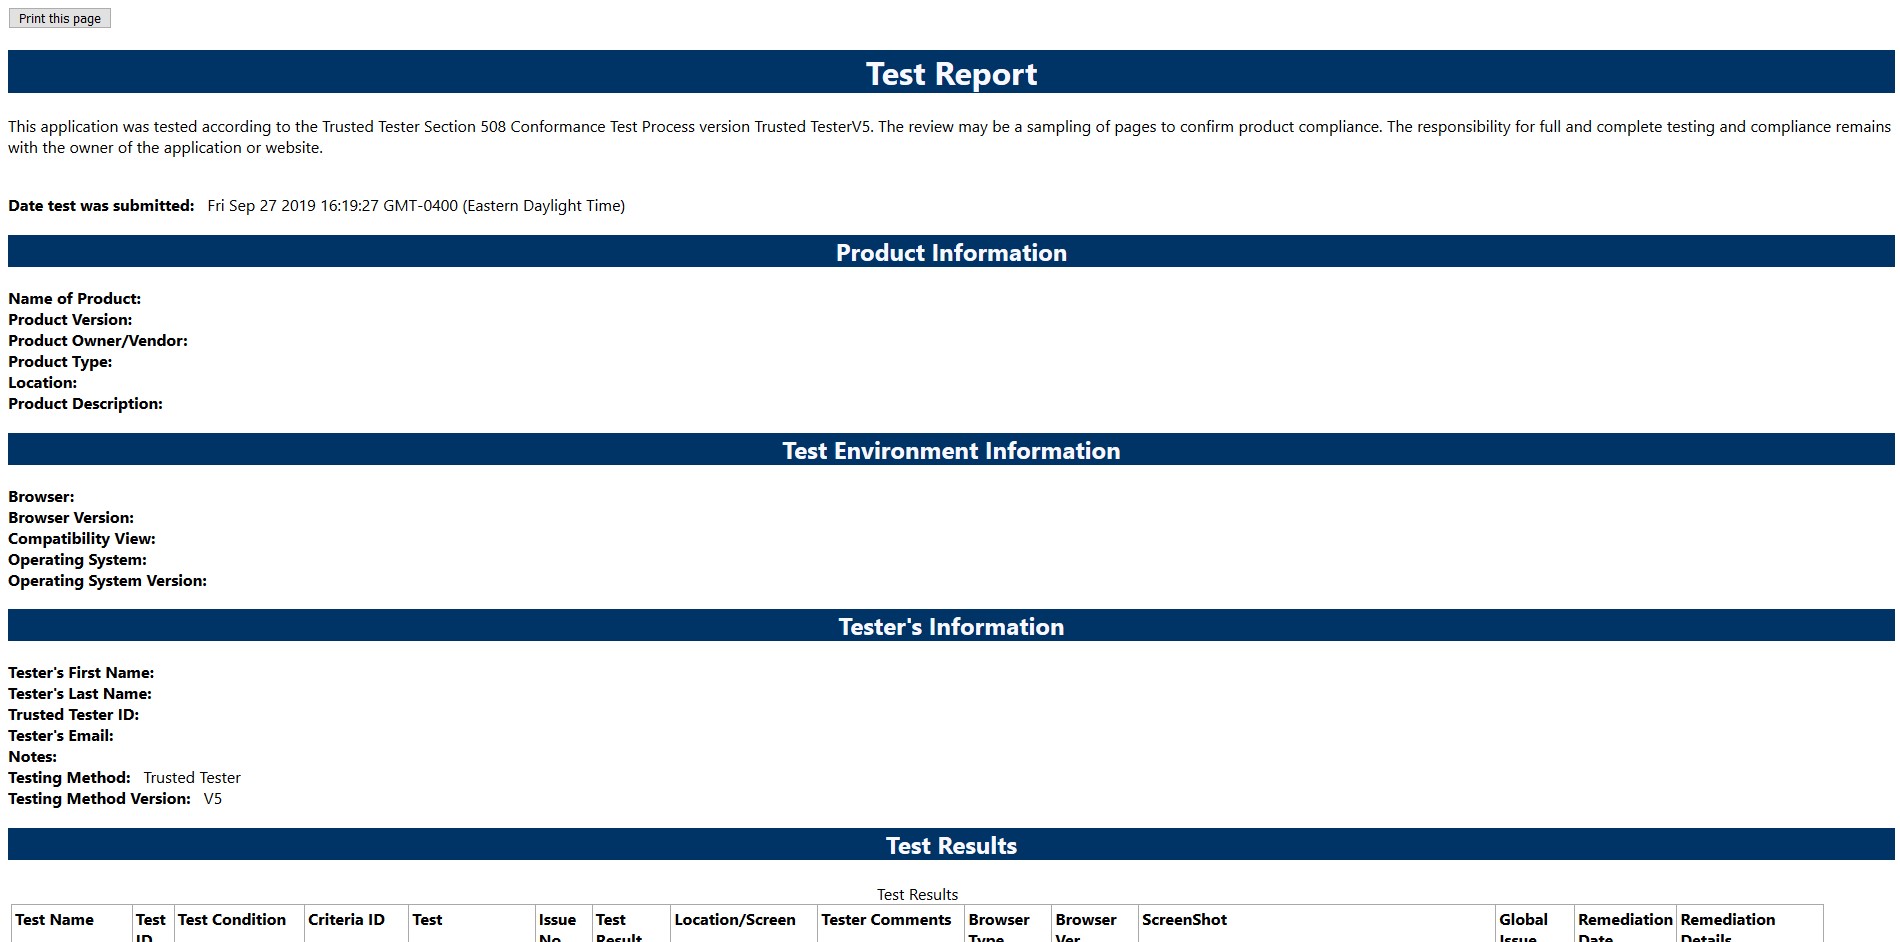 Print this page
Test Report
This application was tested according to the Trusted Tester Section 508 Conformance Test Process version Trusted TesterV5. The review may be a sampling of pages to confirm product compliance. The responsibility for full and complete testing and compliance remains
with the owner of the application or website.
Date test was submitted: Fri Sep 27 2019 16:19:27 GMT-0400 (Eastern Daylight Time)
Product Information
Name of Product:
Product Version:
Product Owner/Vendor:
Product Type:
Location:
Product Description:
Test Environment Information
Browser:
Browser Version:
Compatibility View:
Operating System:
Operating System Version:
Tester's Information
Tester's First Name:
Tester's Last Name:
Trusted Tester ID:
Tester's Email:
Notes:
Testing Method: Trusted Tester
Testing Method Version: V5
Test Results
Test Results
Test Name Test Test Condition Criteria ID Test Issue Test Location/Screen Tester Comments Browser Browser ScreenShot Global Remediation Remediation
ID No Result Type Ver Issue Date Details